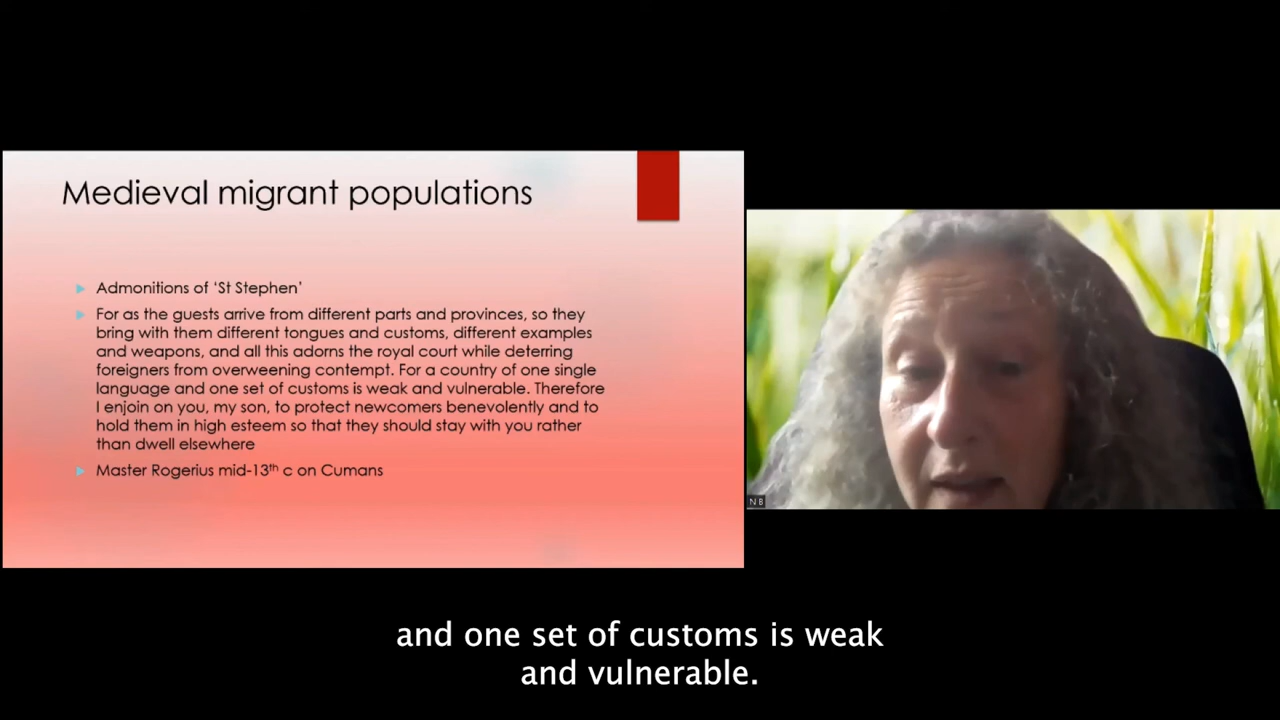 Medieval migrant populations
Admonitions of ‘St Stephen’
For as the guests arrive from different parts and provinces, so they
bring with them different tongues and customs, different examples
and weapons, and all this adorns the royal court while deterring
foreigners from overweening contempt. For a country of one single
language and one set of customs is weak and vulnerable. Therefore
I enjoin on you, my son, to protect newcomers benevolently and to
hold them in high esteem so that they should stay with you rather
than dwell elsewhere
Master Rogerius mid-13th c on Cumans
N B
and one set of customs is weak
and vulnerable.